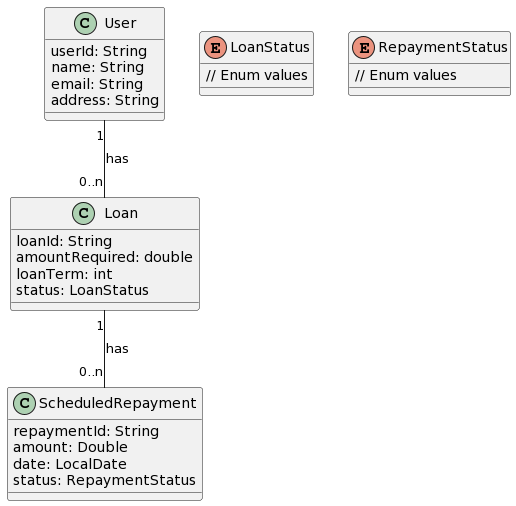 C User
userId: String
name: String
email: String
address: String
E LoanStatus
// Enum values
E RepaymentStatus
// Enum values
1
has
0..n
C Loan
loanId: String
amountRequired: double
loanTerm: int
status: LoanStatus
1
has
0..n
C ScheduledRepayment
repaymentId: String
amount: Double
date: LocalDate
status: RepaymentStatus